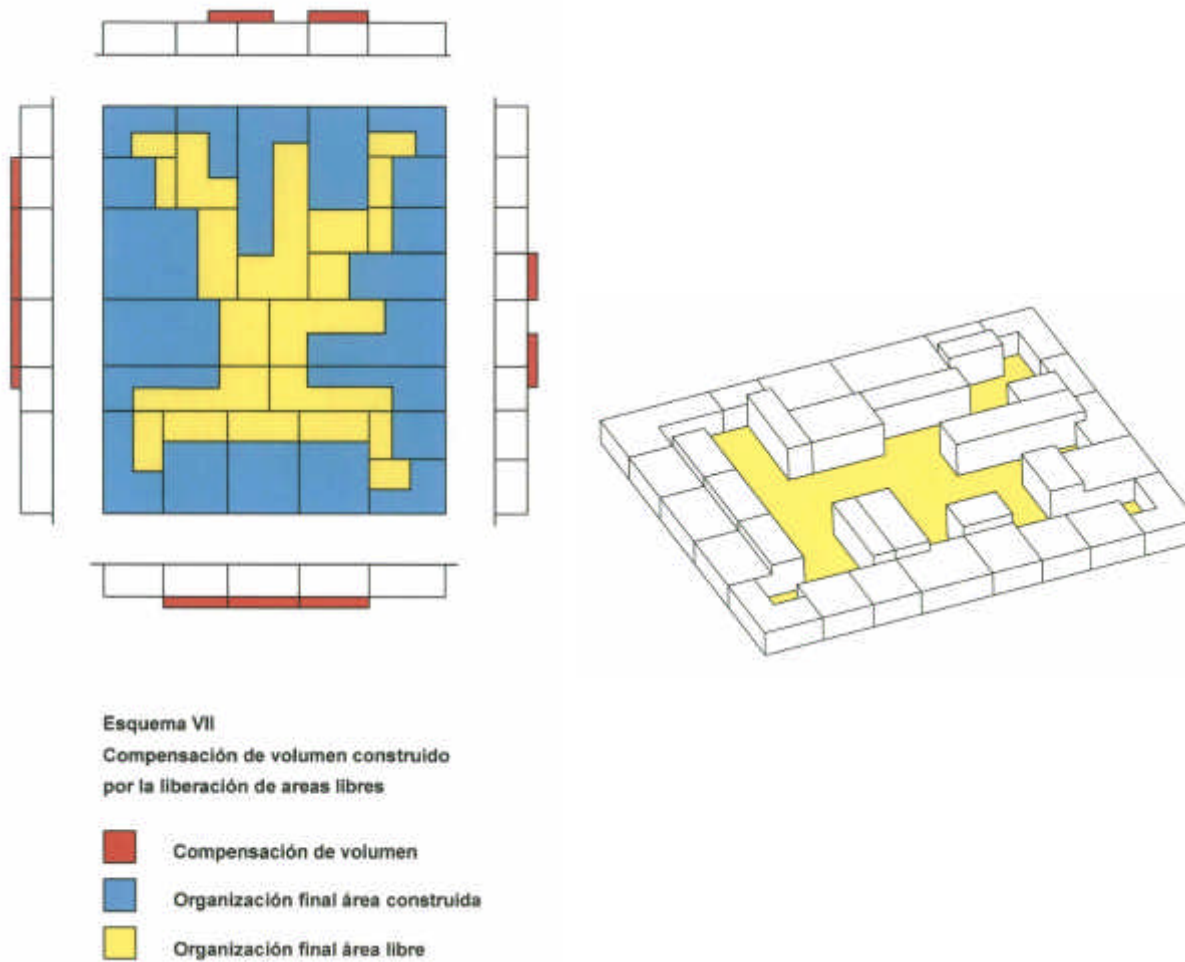 Esquema VII
Compensación de volumen construido
por la liberación de areas libres
Compensación de volumen
Organización final área construida
Organización final área libre